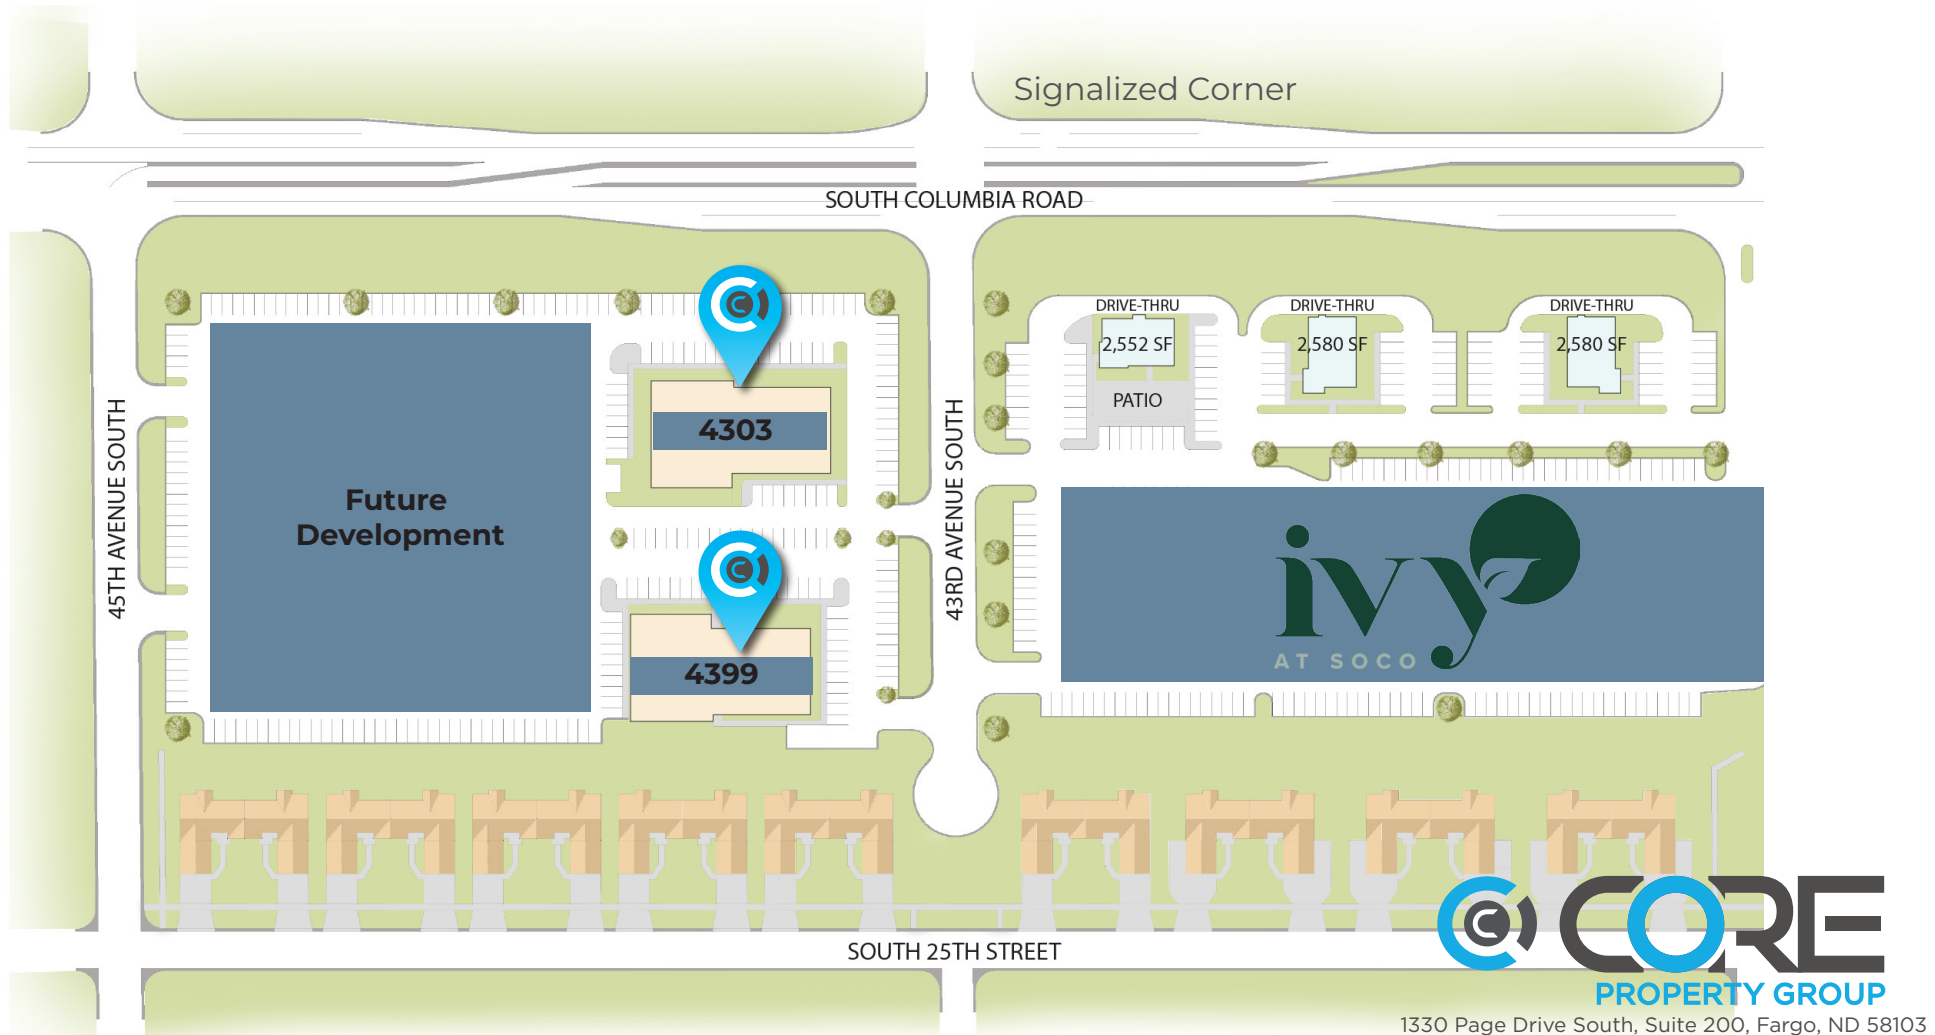 Signalized Corner
SOUTH COLUMBIA ROAD
DRIVE-THRU
DRIVE-THRU
DRIVE-THRU
2,552 SF
2,580 SF
2,580 SF
PATIO
45TH AVENUE SOUTH
Future
Development
4303
4399
43RD AVENUE SOUTH
ivy
AT SOCO
SOUTH 25TH STREET
CORE
PROPERTY GROUP
1330 Page Drive South, Suite 200, Fargo, ND 58103